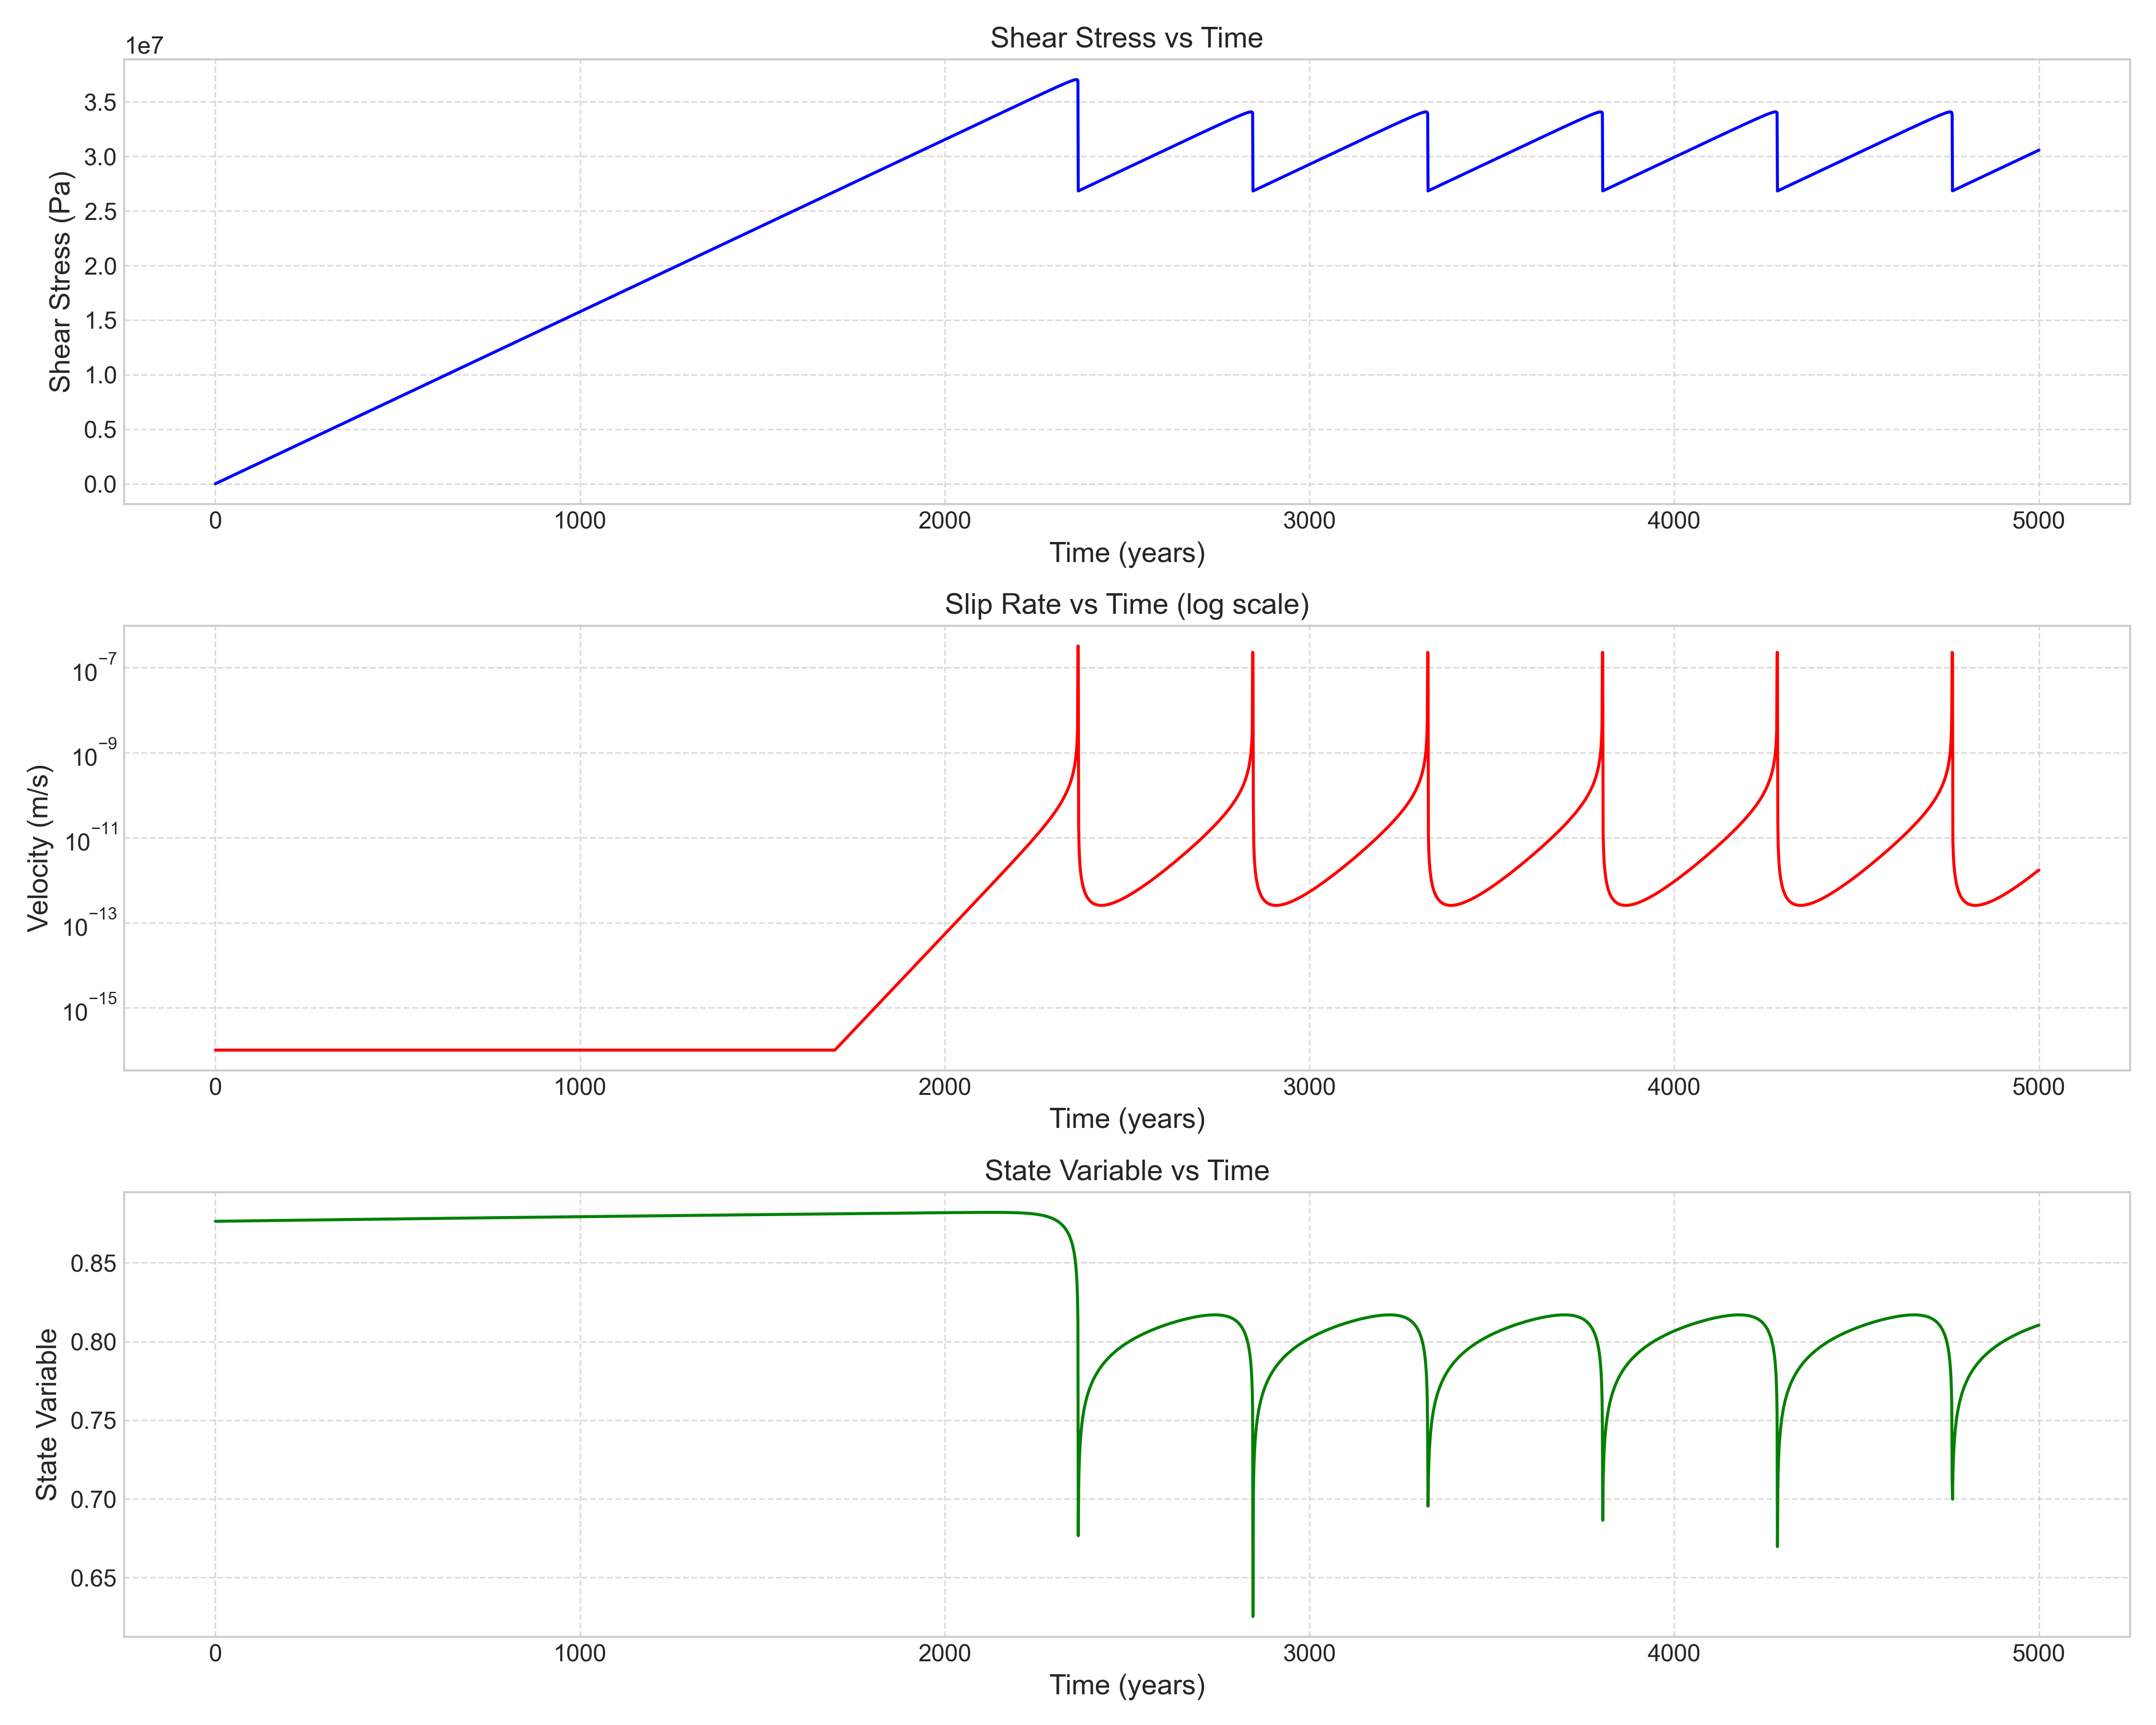 Shear Stress vs Time
1e7
3.5
3.0
2.5
2.0
1.5
1.0
0.5
0.0
Shear Stress (Pa)
0 1000 2000 3000 4000 5000
Time (years)
Slip Rate vs Time (log scale)
10⁻⁷
10⁻⁹
10⁻¹¹
10⁻¹³
10⁻¹⁵
Velocity (m/s)
0 1000 2000 3000 4000 5000
Time (years)
State Variable vs Time
0.85
0.80
0.75
0.70
0.65
State Variable
0 1000 2000 3000 4000 5000
Time (years)